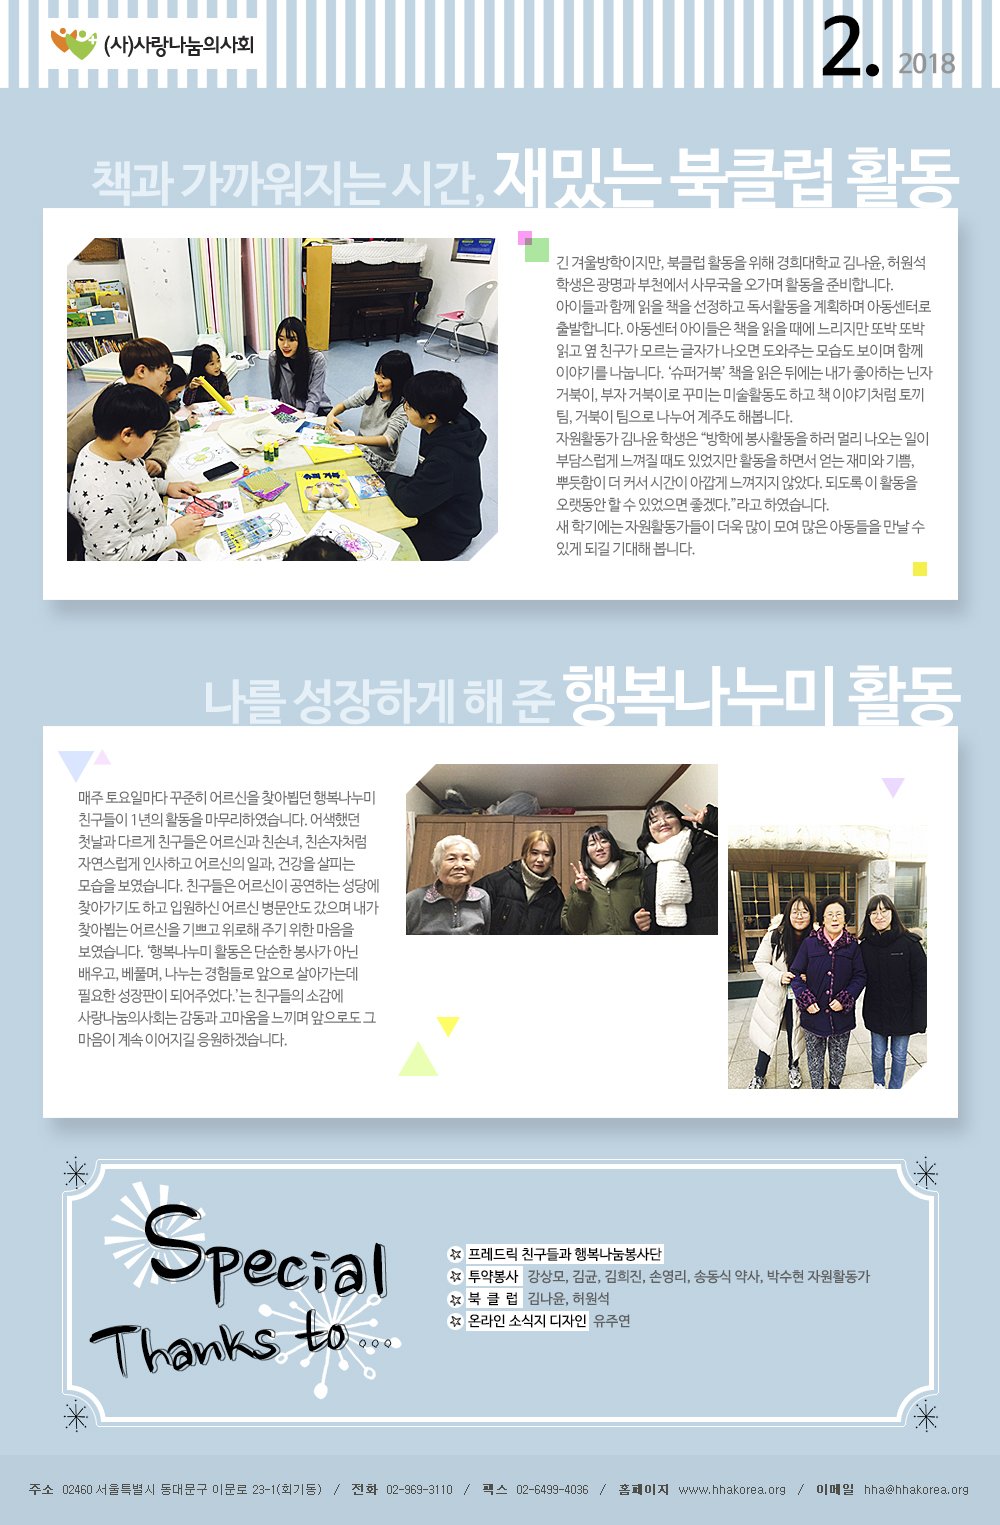 (사)사랑나눔의사회
2. 2018
책과 가까워지는 시간, 재밌는 북클럽 활동
긴 겨울방학이지만, 북클럽 활동을 위해 경희대학교 김나윤, 허원석
학생은 광명과 부천에서 사무국을 오가며 활동을 준비합니다.
아이들과 함께 읽을 책을 선정하고 독서활동을 계획하며 아동센터로
출발합니다. 아동센터 아이들은 책을 읽을 때에 느리지만 또박 또박
읽고 옆 친구가 모르는 글자가 나오면 도와주는 모습도 보이며 함께
이야기를 나눕니다. ‘슈퍼거북’ 책을 읽은 뒤에는 내가 좋아하는 닌자
거북이, 부자 거북이로 꾸미는 미술활동도 하고 책 이야기처럼 토끼
팀, 거북이 팀으로 나누어 계주도 해봅니다.
자원활동가 김나윤 학생은 “방학에 봉사활동을 하러 멀리 나오는 일이
부담스럽게 느껴질 때도 있었지만 활동을 하면서 얻는 재미와 기쁨,
뿌듯함이 더 커서 시간이 아깝게 느껴지지 않았다. 되도록 이 활동을
오랫동안 할 수 있었으면 좋겠다.”라고 하였습니다.
새 학기에는 자원활동가들이 더욱 많이 모여 많은 아동들을 만날 수
있게 되길 기대해 봅니다.
슈퍼 거북
나를 성장하게 해 준 행복나누미 활동
매주 토요일마다 꾸준히 어르신을 찾아뵙던 행복나누미
친구들이 1년의 활동을 마무리하였습니다. 어색했던
첫날과 다르게 친구들은 어르신과 친손녀, 친손자처럼
자연스럽게 인사하고 어르신의 일과, 건강을 살피는
모습을 보였습니다. 친구들은 어르신이 공연하는 성당에
찾아가기도 하고 입원하신 어르신 병문안도 갔으며 내가
찾아뵙는 어르신을 기쁘고 위로해 주기 위한 마음을
보였습니다. ‘행복나누미 활동은 단순한 봉사가 아닌
배우고, 베풀며, 나누는 경험들로 앞으로 살아가는데
필요한 성장판이 되어주었다.’는 친구들의 소감에
사랑나눔의사회는 감동과 고마움을 느끼며 앞으로도 그
마음이 계속 이어지길 응원하겠습니다.
Special
Thanks to...
프레드릭 친구들과 행복나눔봉사단
투약봉사 강상모, 김균, 김희진, 손영리, 송동식 약사, 박수현 자원활동가
북 클 럽 김나윤, 허원석
온라인 소식지 디자인 유주연
주소 02460 서울특별시 동대문구 이문로 23-1(회기동) / 전화 02-969-3110 / 팩스 02-6499-4036 / 홈페이지 www.hhakorea.org / 이메일 hha@hhakorea.org